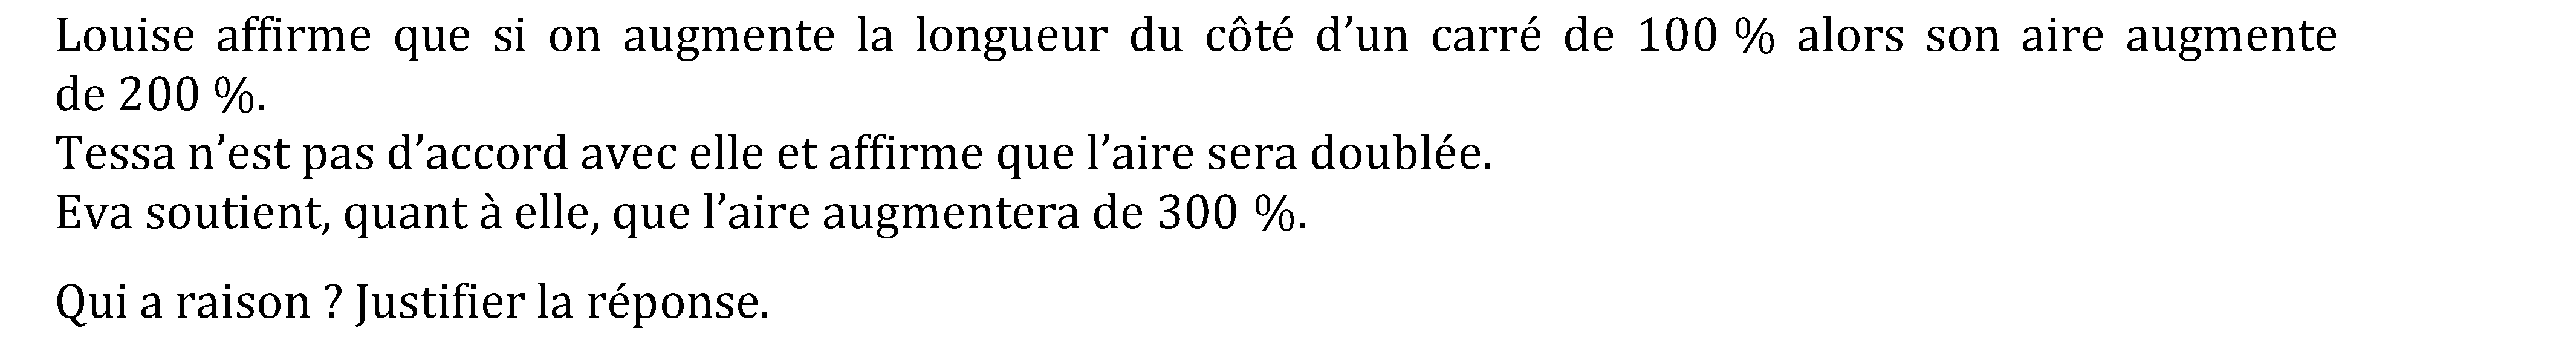 Louise affirme que si on augmente la longueur du côté d’un carré de 100 % alors son aire augmente
de 200 %.
Tessa n’est pas d’accord avec elle et affirme que l’aire sera doublée.
Eva soutient, quant à elle, que l’aire augmentera de 300 %.
Qui a raison ? Justifier la réponse.